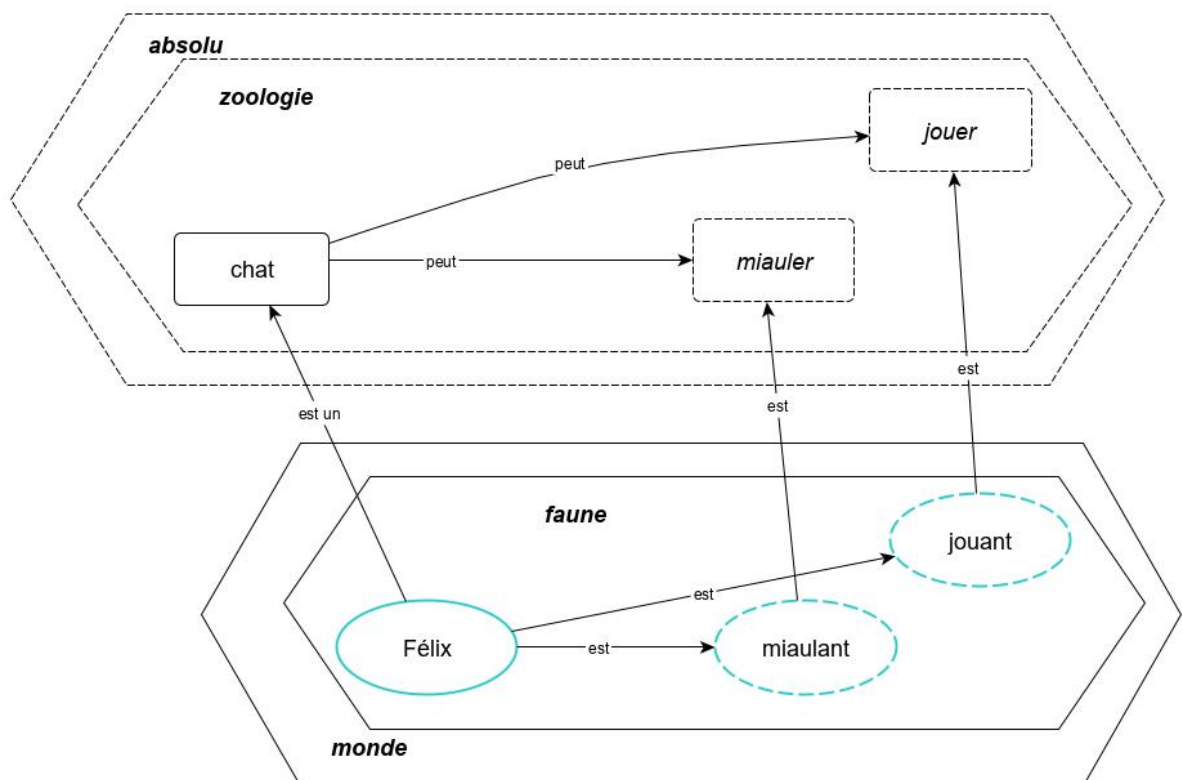 absolu
zoologie
jouer
peut
chat
peut
miauler
est
est un
est
faune
jouant
est
Félix
est
miaulant
monde